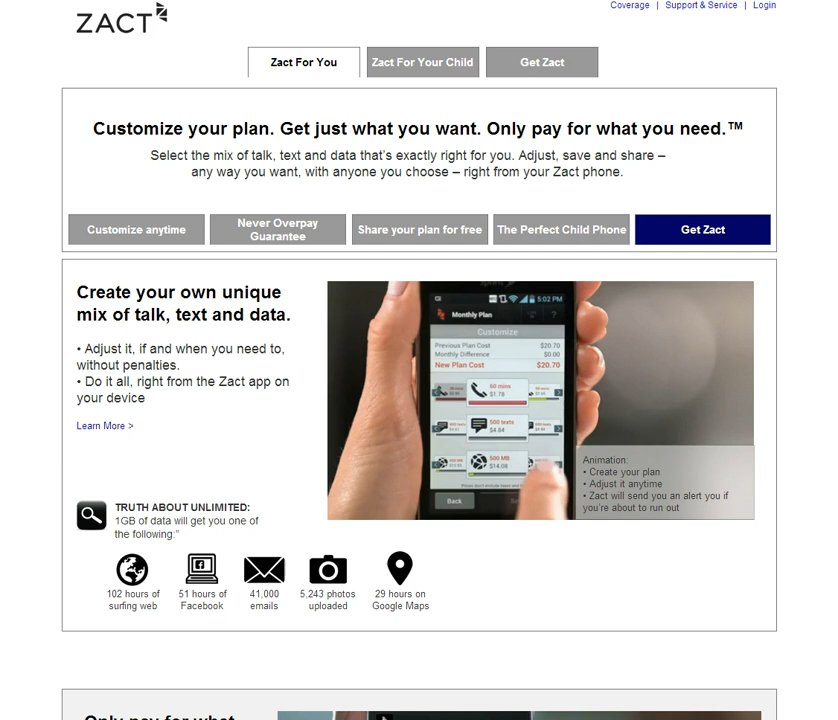 Coverage | Support & Service | Login
ZACT
Zact For You
Zact For Your Child
Get Zact
Customize your plan. Get just what you want. Only pay for what you need.™
Select the mix of talk, text and data that's exactly right for you. Adjust, save and share –
any way you want, with anyone you choose – right from your Zact phone.
Customize anytime
Never Overpay
Guarantee
Share your plan for free
The Perfect Child Phone
Get Zact
Create your own unique
mix of talk, text and data.
• Adjust it, if and when you need to,
without penalties.
• Do it all, right from the Zact app on
your device
Learn More >
5:02 PM
Monthly Plan
?
Customize
Previous Plan Cost $20.70
Monthly Difference $0.00
New Plan Cost $20.70
50 mins
$1.78
500 texts
$4.84
500 MB
$14.08
Back
Animation:
• Create your plan
• Adjust it anytime
• Zact will send you an alert you if
you're about to run out
TRUTH ABOUT UNLIMITED:
1GB of data will get you one of
the following:"
102 hours of
surfing web
51 hours of
Facebook
41,000
emails
5,243 photos
uploaded
29 hours on
Google Maps
Only pay for what